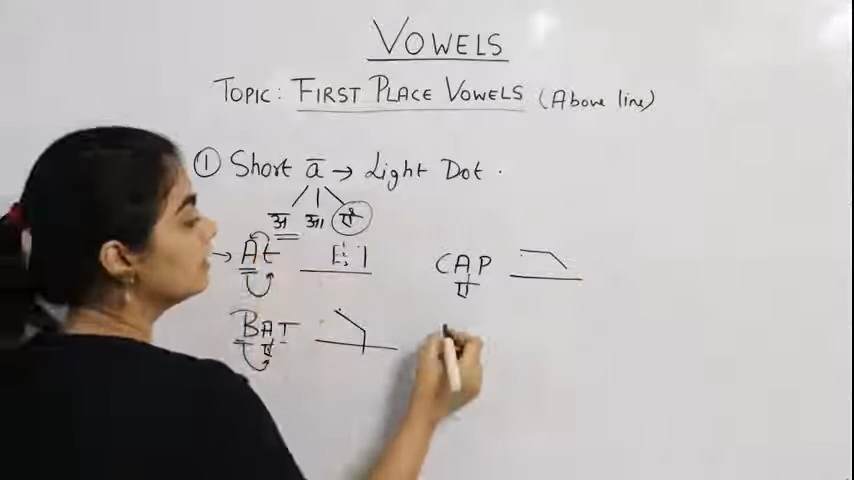 VOWELS
TOPIC: FIRST PLACE VOWELS (Above line)
① Short ā → Light Dot .
अ आ ऐ
→ At
CAP
ए
BAT
ए